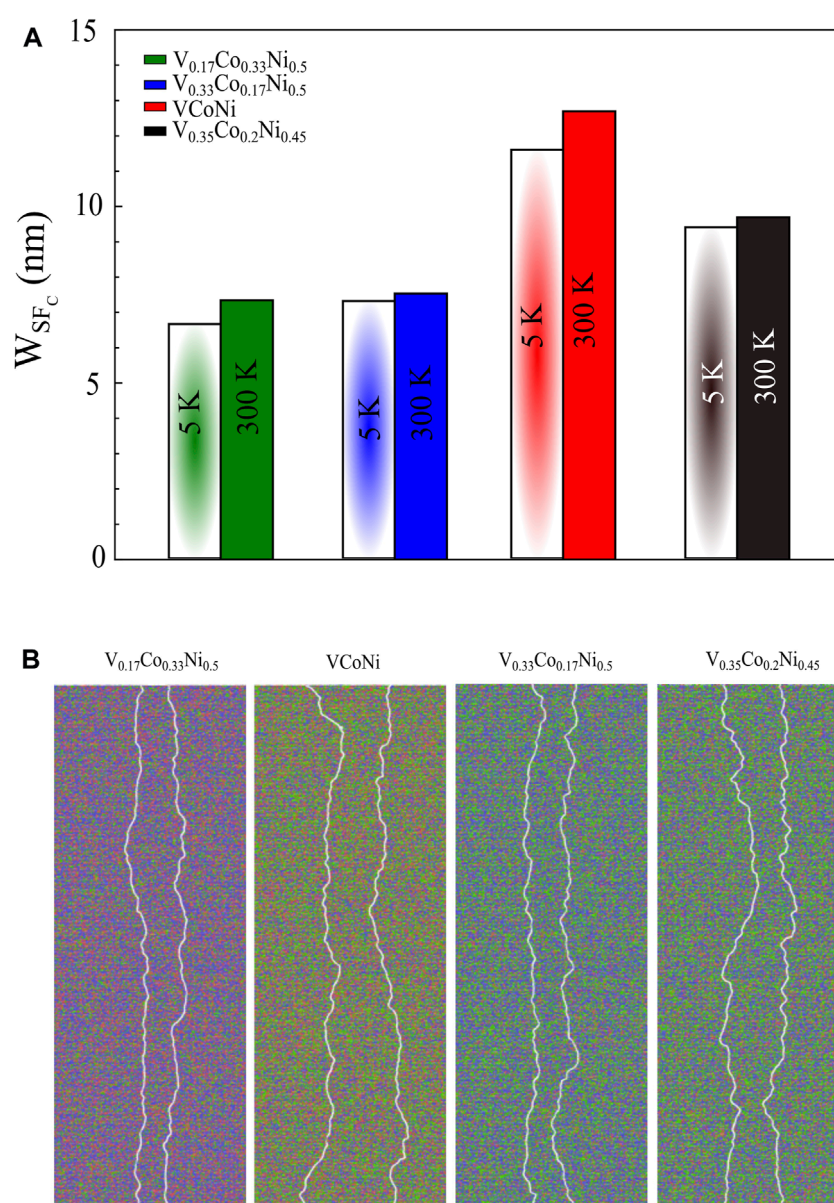 A
15
V0.17Co0.33Ni0.5
V0.33Co0.17Ni0.5
VCoNi
V0.35Co0.2Ni0.45
10
5
0
WSFC (nm)
5 K
300 K
5 K
300 K
5 K
300 K
5 K
300 K
B
V0.17Co0.33Ni0.5
VCoNi
V0.33Co0.17Ni0.5
V0.35Co0.2Ni0.45